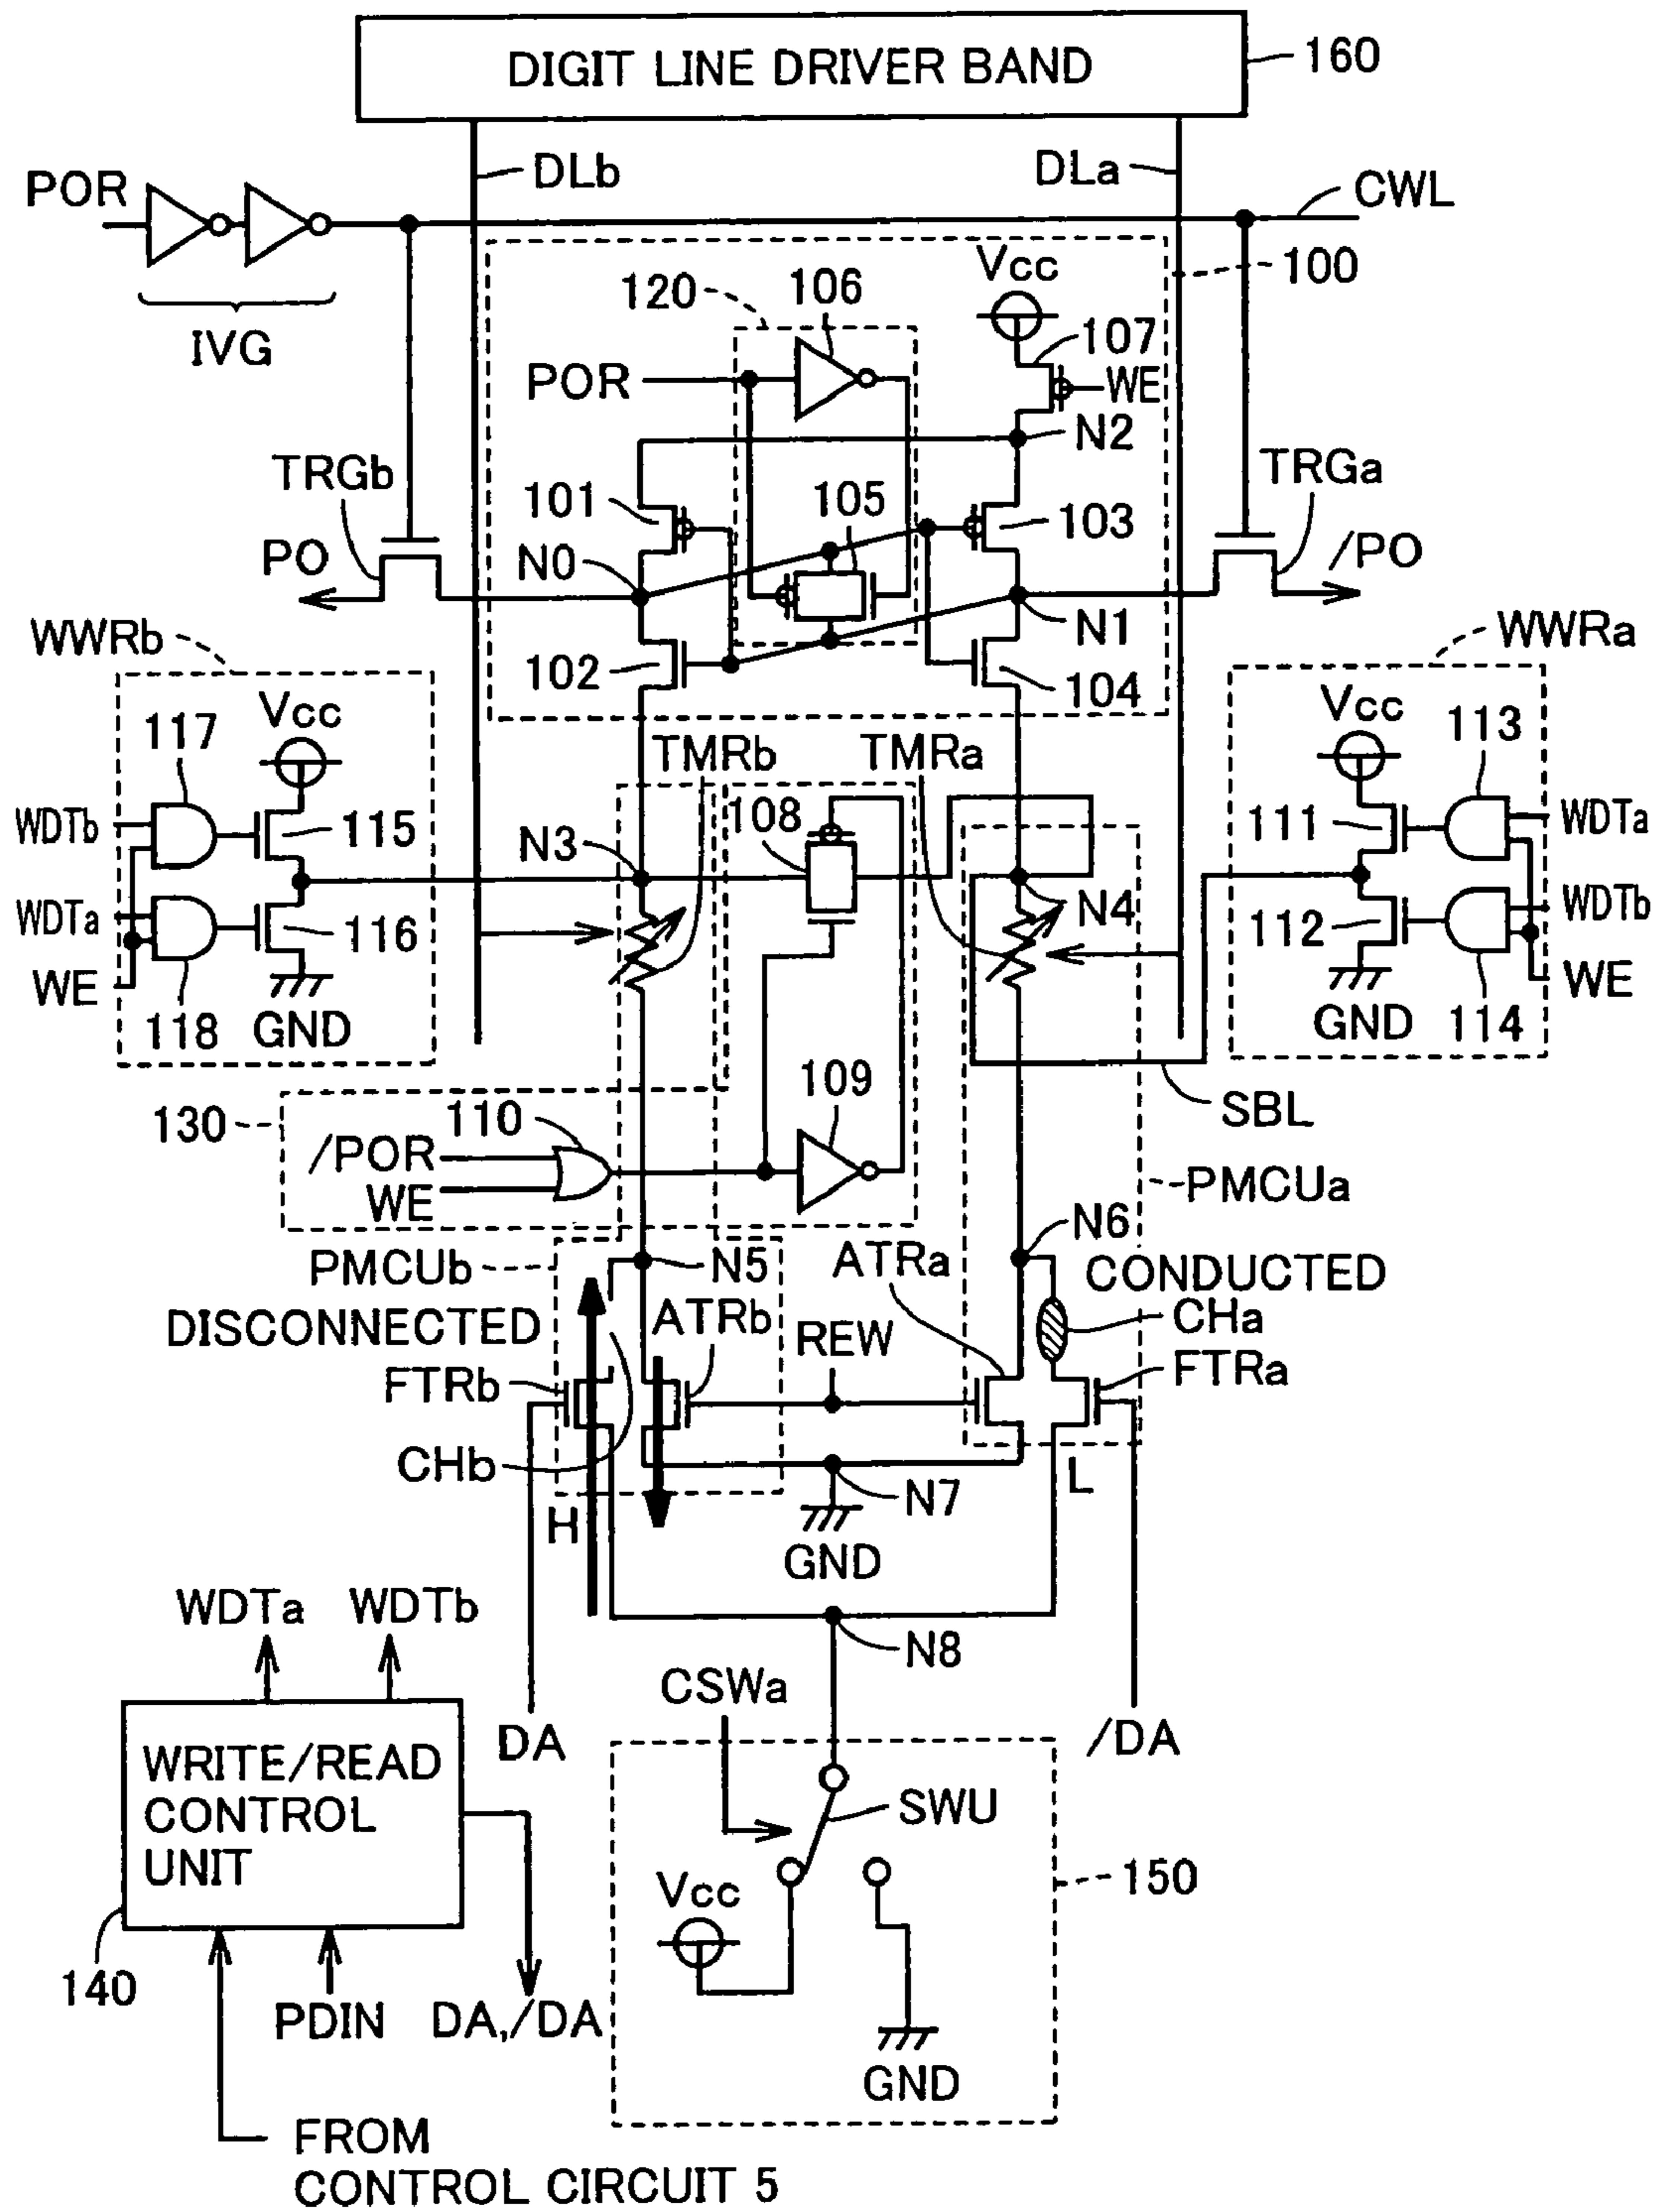 DIGIT LINE DRIVER BAND
160
DLb
DLa
POR
CWL
IVG
Vcc
100
120
106
107
POR
WE
N2
TRGb
TRGa
101
105
103
PO
N0
/PO
N1
WWRb
WWRa
102
104
117
Vcc
TMRb
TMRa
Vcc
113
WDTb
115
108
111
WDTa
N3
WDTa
116
N4
112
WDTb
WE
118
GND
GND
114
WE
109
130
110
SBL
/POR
WE
PMCUa
N6
PMCUb
N5
ATRa
CONDUCTED
DISCONNECTED
ATRb
REW
CHa
FTRb
FTRa
CHb
N7
L
H
GND
WDTa
WDTb
N8
CSWa
DA
/DA
WRITE/READ
CONTROL
UNIT
SWU
Vcc
150
140
PDIN
DA,/DA
GND
FROM
CONTROL CIRCUIT 5